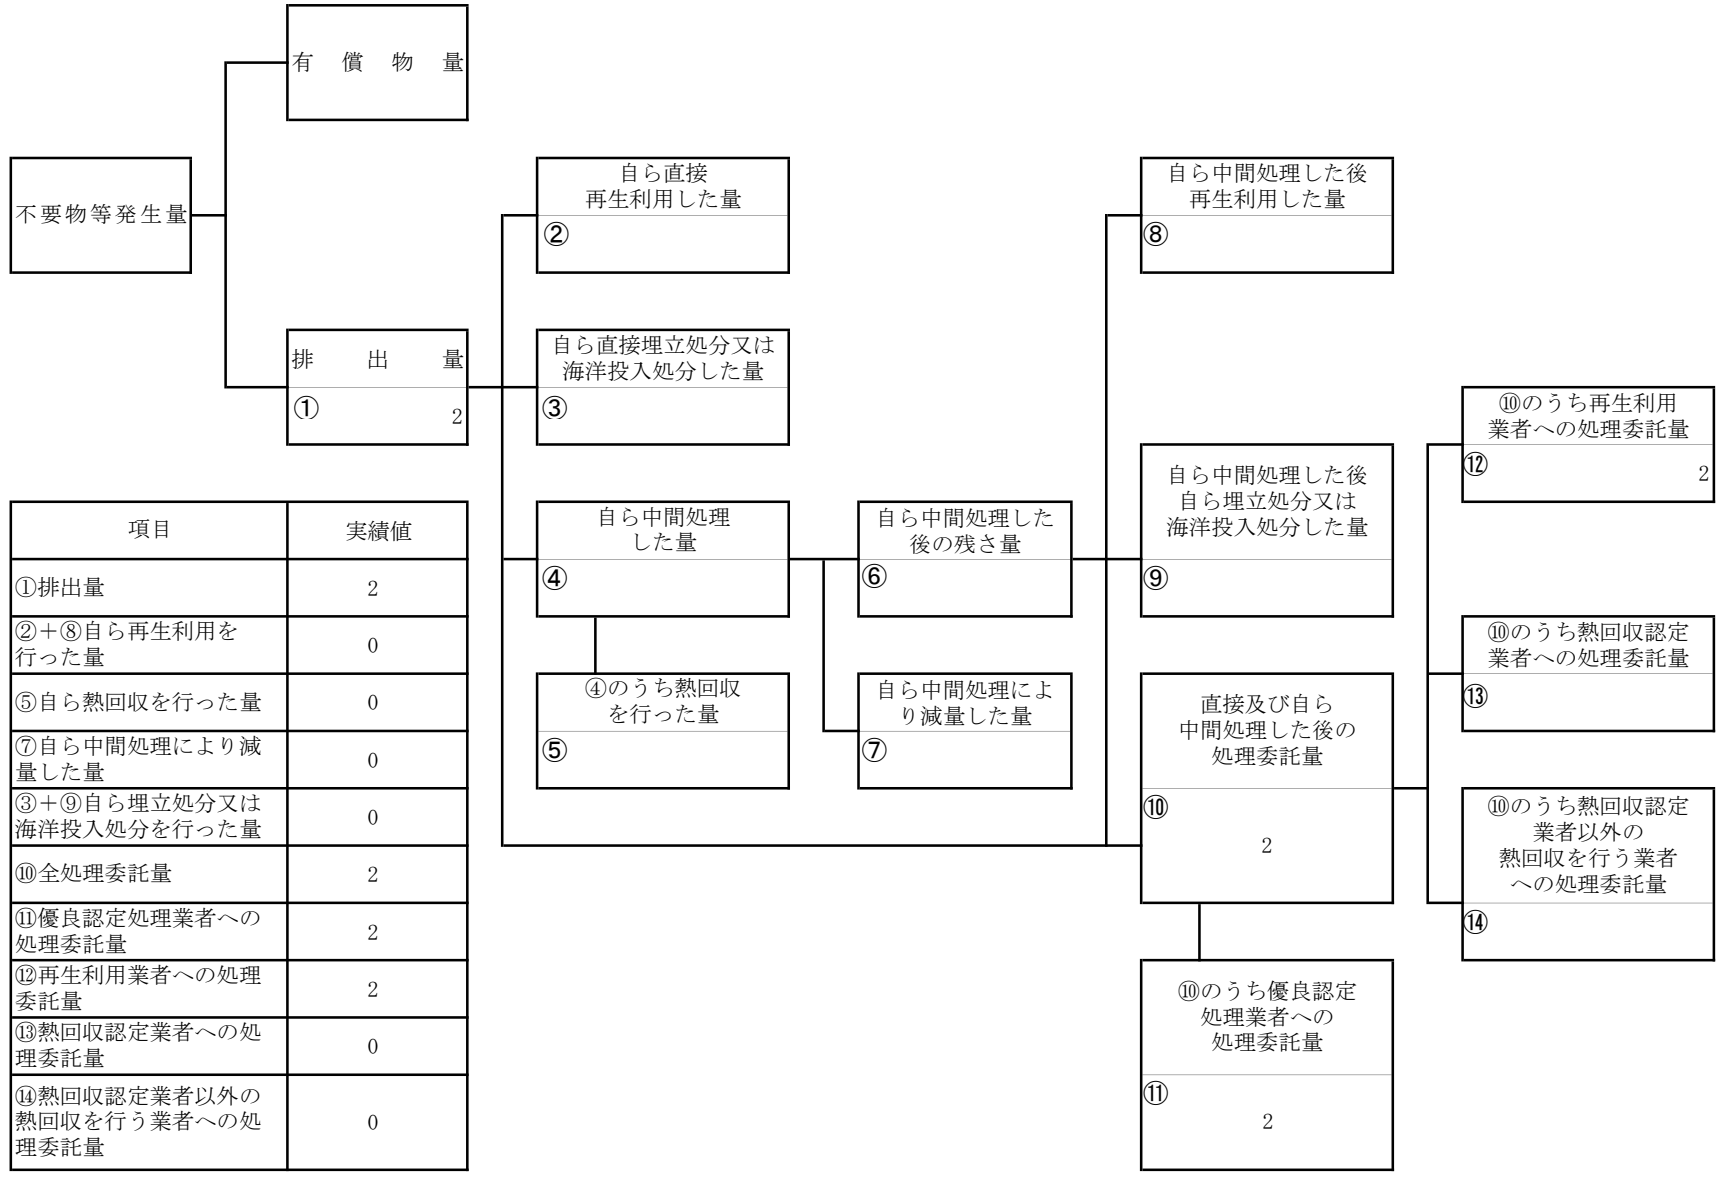 有償物量
不要物等発生量
排出量
①
2
自ら直接
再生利用した量
②
自ら直接埋立処分又は
海洋投入処分した量
③
自ら中間処理
した量
④
④のうち熱回収
を行った量
⑤
自ら中間処理した
後の残さ量
⑥
自ら中間処理によ
り減量した量
⑦
自ら中間処理した後
再生利用した量
⑧
自ら中間処理した後
自ら埋立処分又は
海洋投入処分した量
⑨
直接及び自ら
中間処理した後の
処理委託量
⑩
2
⑩のうち優良認定
処理業者への
処理委託量
⑪
2
⑩のうち再生利用
業者への処理委託量
⑫
2
⑩のうち熱回収認定
業者への処理委託量
⑬
⑩のうち熱回収認定
業者以外の
熱回収を行う業者
への処理委託量
⑭
項目 実績値
①排出量 2
②＋⑧自ら再生利用を
行った量 0
⑤自ら熱回収を行った量 0
⑦自ら中間処理により減
量した量 0
③＋⑨自ら埋立処分又は
海洋投入処分を行った量 0
⑩全処理委託量 2
⑪優良認定処理業者への
処理委託量 2
⑫再生利用業者への処理
委託量 2
⑬熱回収認定業者への処
理委託量 0
⑭熱回収認定業者以外の
熱回収を行う業者への処
理委託量 0